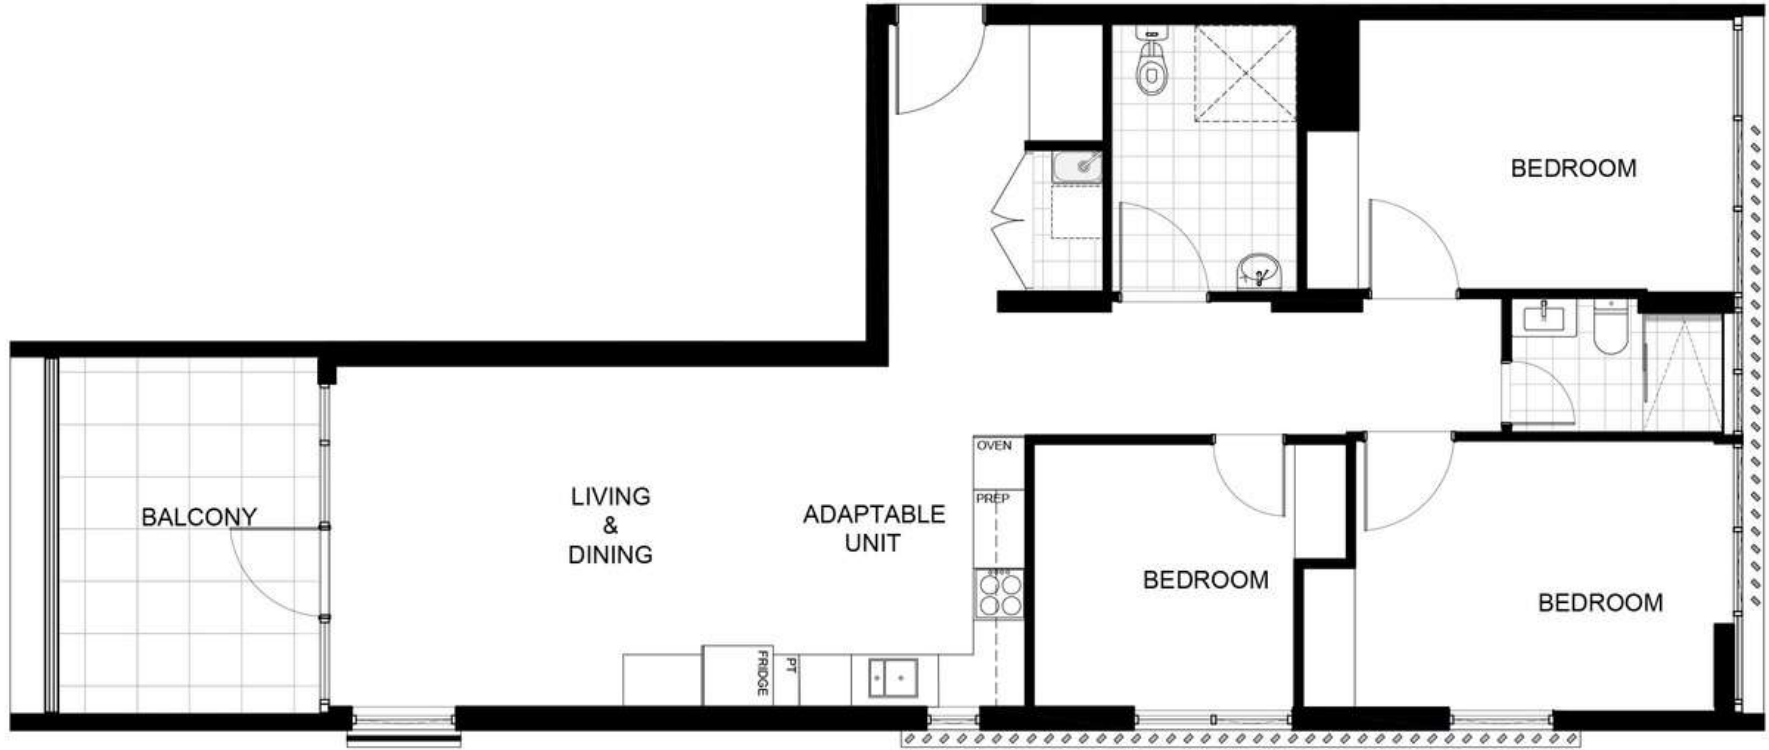 BEDROOM
OVEN
PREP
LIVING
&
DINING
BALCONY
ADAPTABLE
UNIT
BEDROOM
BEDROOM
FRIDGE
PT